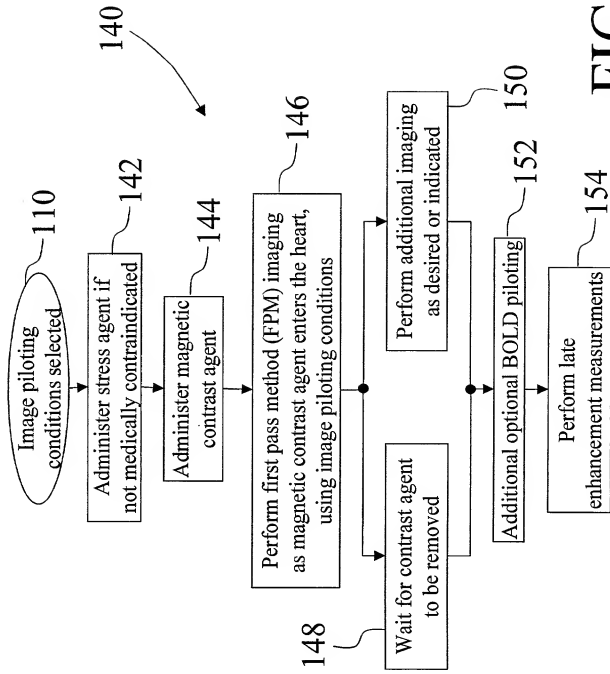 140
110
Image piloting
conditions selected
142
Administer stress agent if
not medically contraindicated
144
Administer magnetic
contrast agent
146
Perform first pass method (FPM) imaging
as magnetic contrast agent enters the heart,
using image piloting conditions
148
Wait for contrast agent
to be removed
150
Perform additional imaging
as desired or indicated
152
Additional optional BOLD piloting
154
Perform late
enhancement measurements
FIG